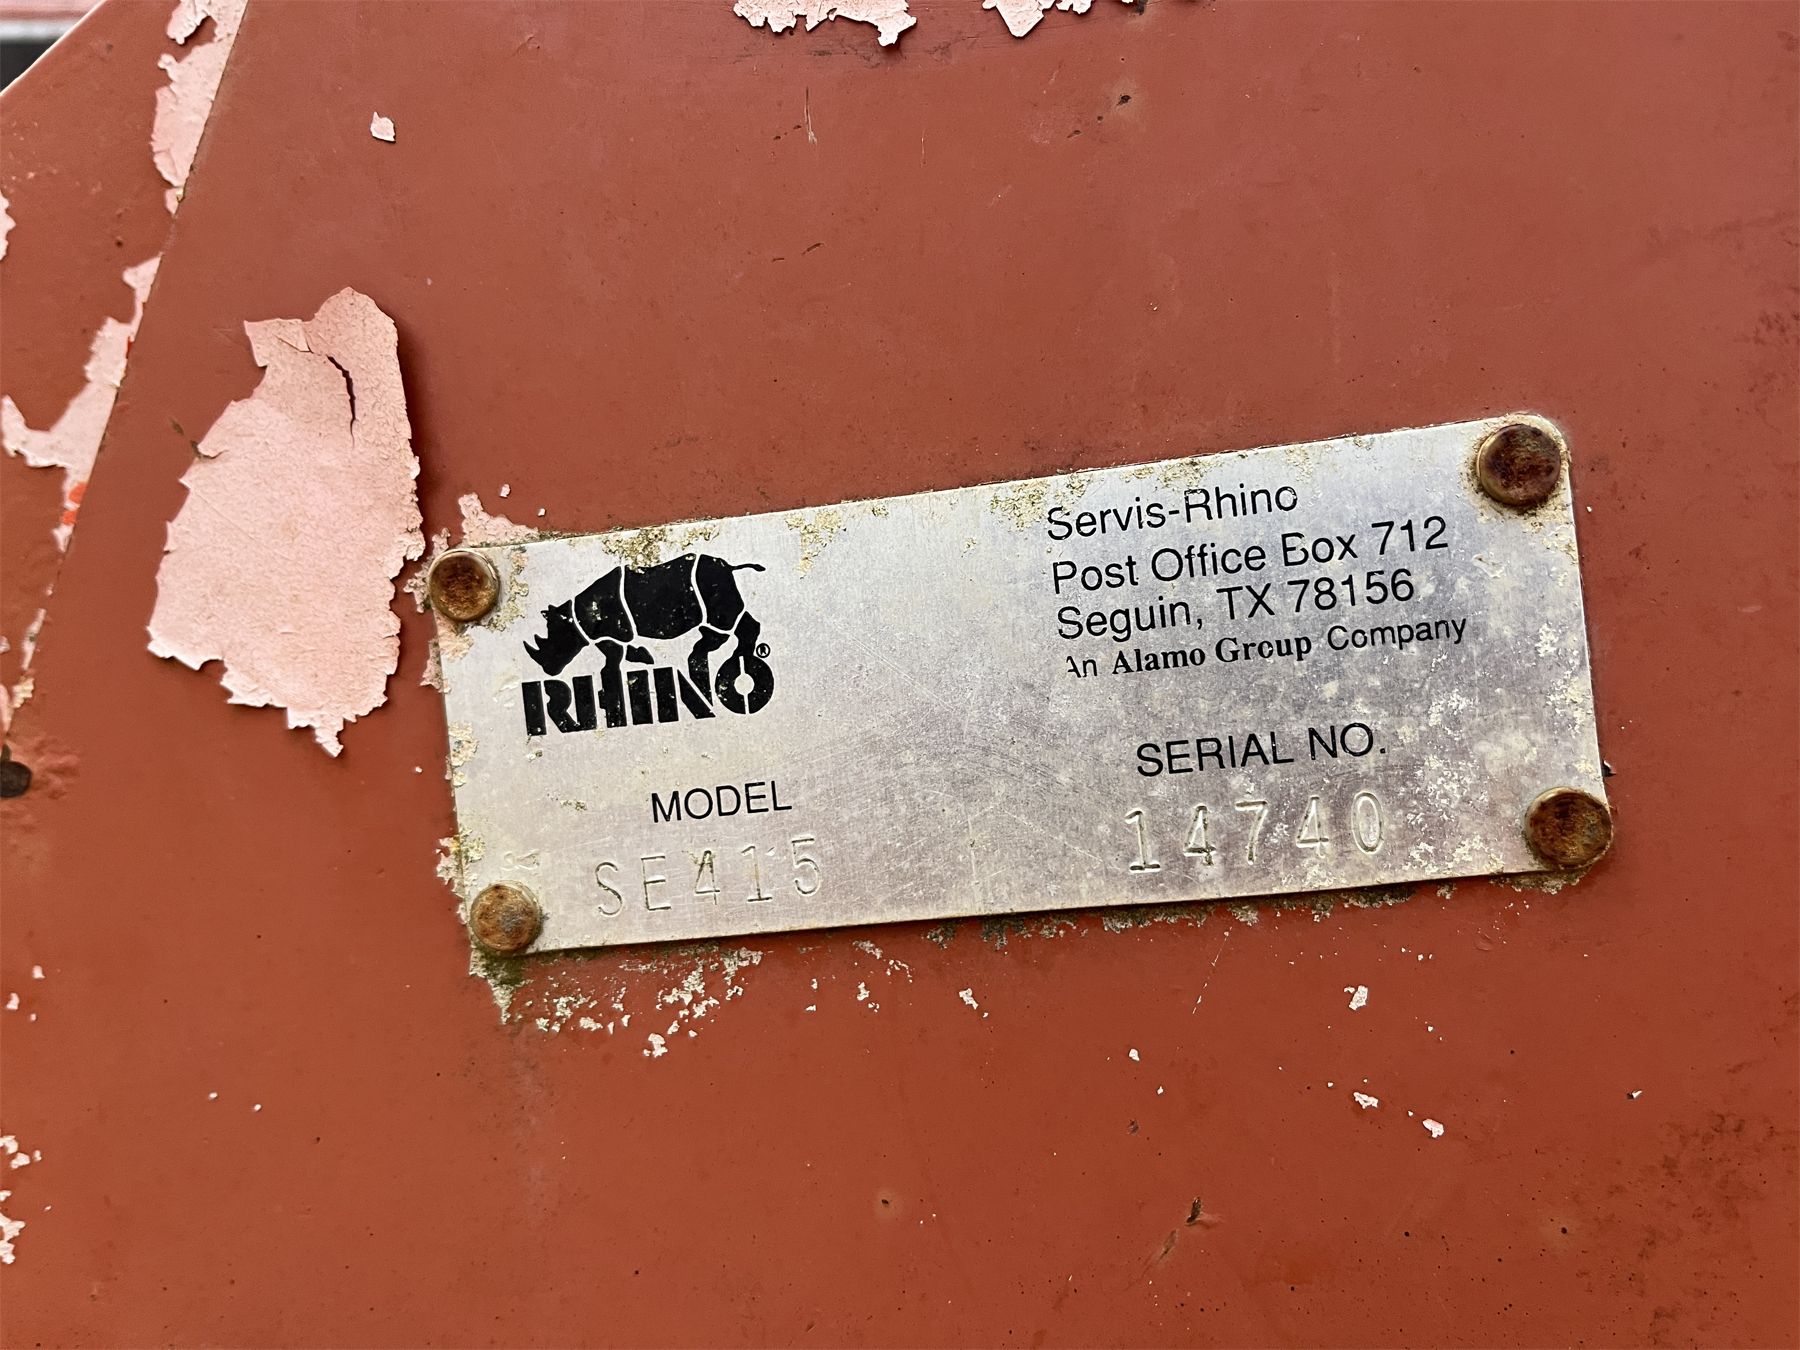 RHINO®
Servis-Rhino
Post Office Box 712
Seguin, TX 78156
An Alamo Group Company
MODEL
SE415
SERIAL NO.
14740